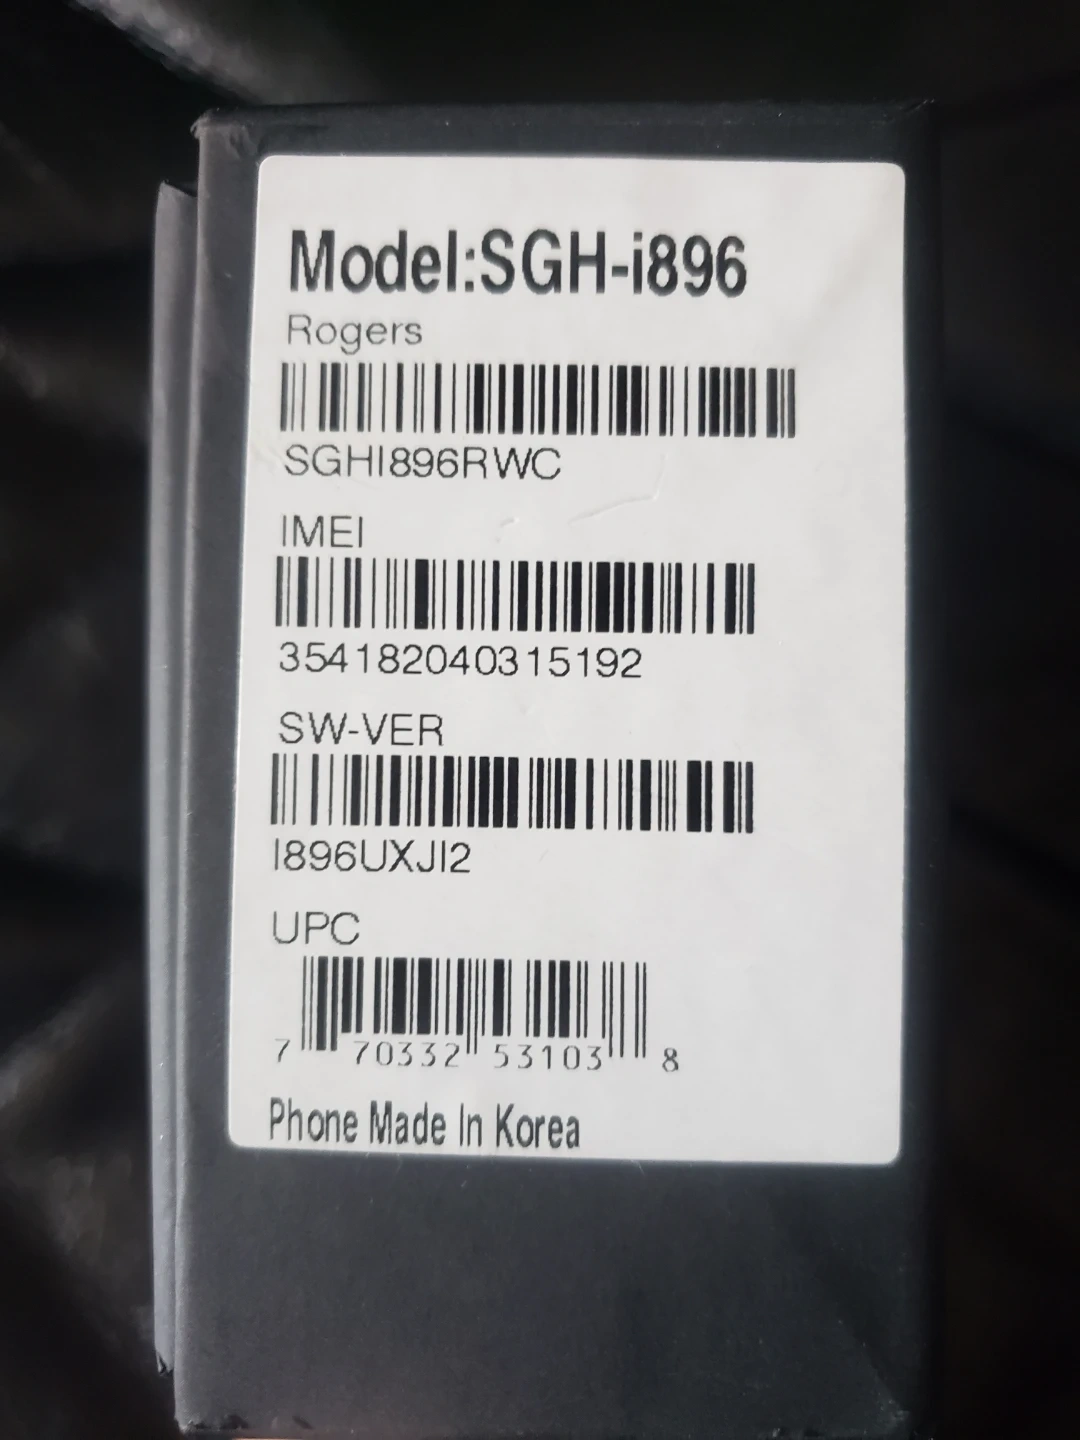 Model:SGH-i896
Rogers
SGHI896RWC
IMEI
354182040315192
SW-VER
I896UXJI2
UPC
7 70332 53103 8
Phone Made In Korea